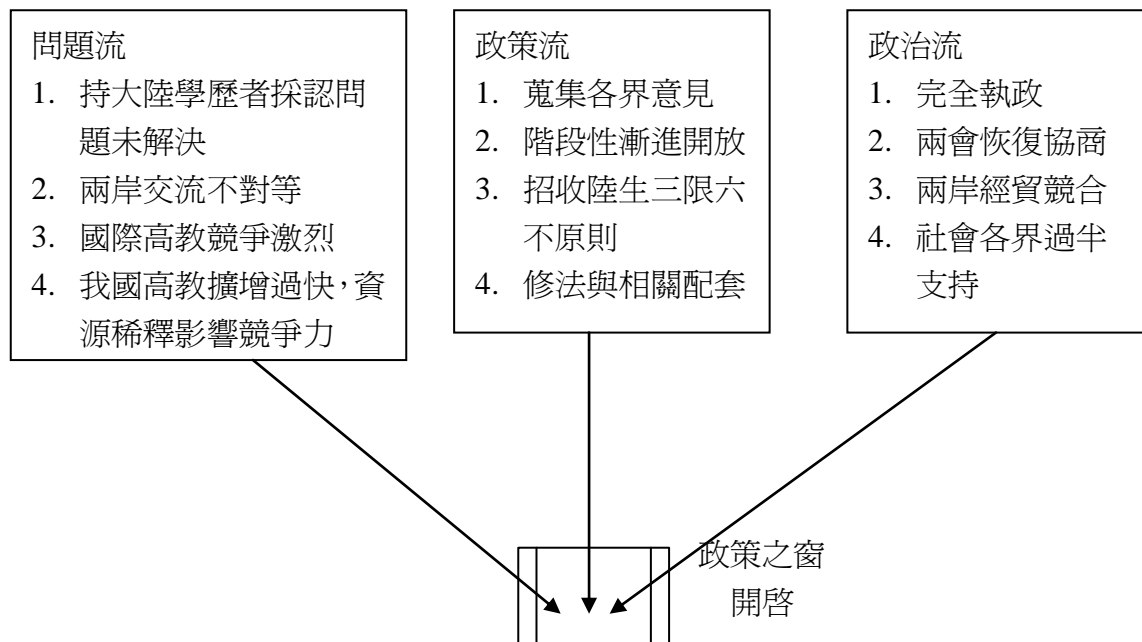 問題流
1. 持大陸學歷者採認問
題未解決
2. 兩岸交流不對等
3. 國際高教競爭激烈
4. 我國高教擴增過快，資
源稀釋影響競爭力
政策流
1. 蒐集各界意見
2. 階段性漸進開放
3. 招收陸生三限六
不原則
4. 修法與相關配套
政治流
1. 完全執政
2. 兩會恢復協商
3. 兩岸經貿競合
4. 社會各界過半
支持
政策之窗
開啓